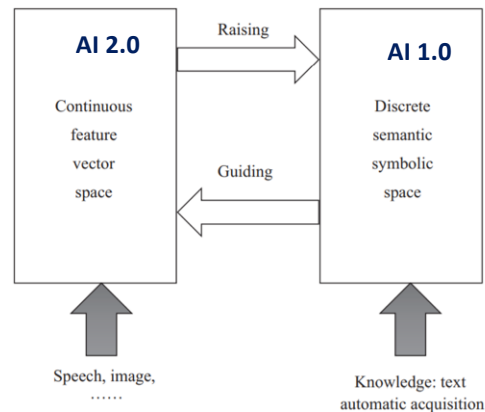 AI 2.0
Continuous
feature
vector
space
Raising
Guiding
AI 1.0
Discrete
semantic
symbolic
space
Speech, image,
……
Knowledge: text
automatic acquisition